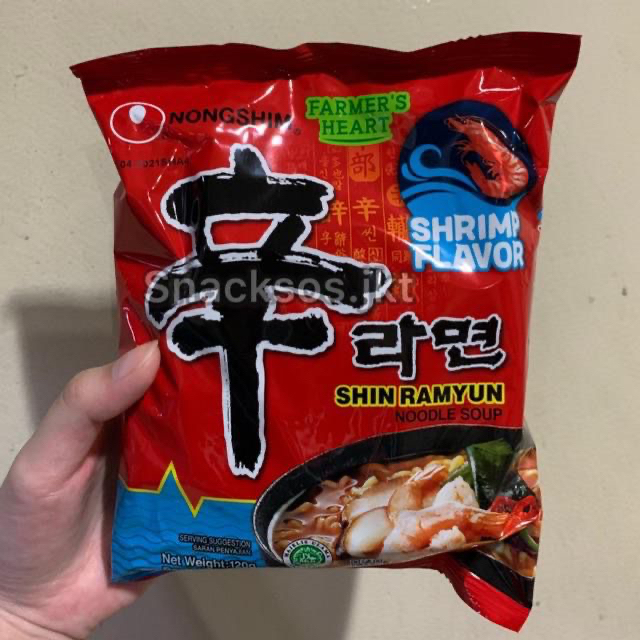 NONGSHIM
FARMER'S
HEART
SHRIMP
FLAVOR
辛
Snacksos.jkt
라면
SHIN RAMYUN
NOODLE SOUP
SERVING SUGGESTION
SARAN PENYAJIAN
Net Weight:120g